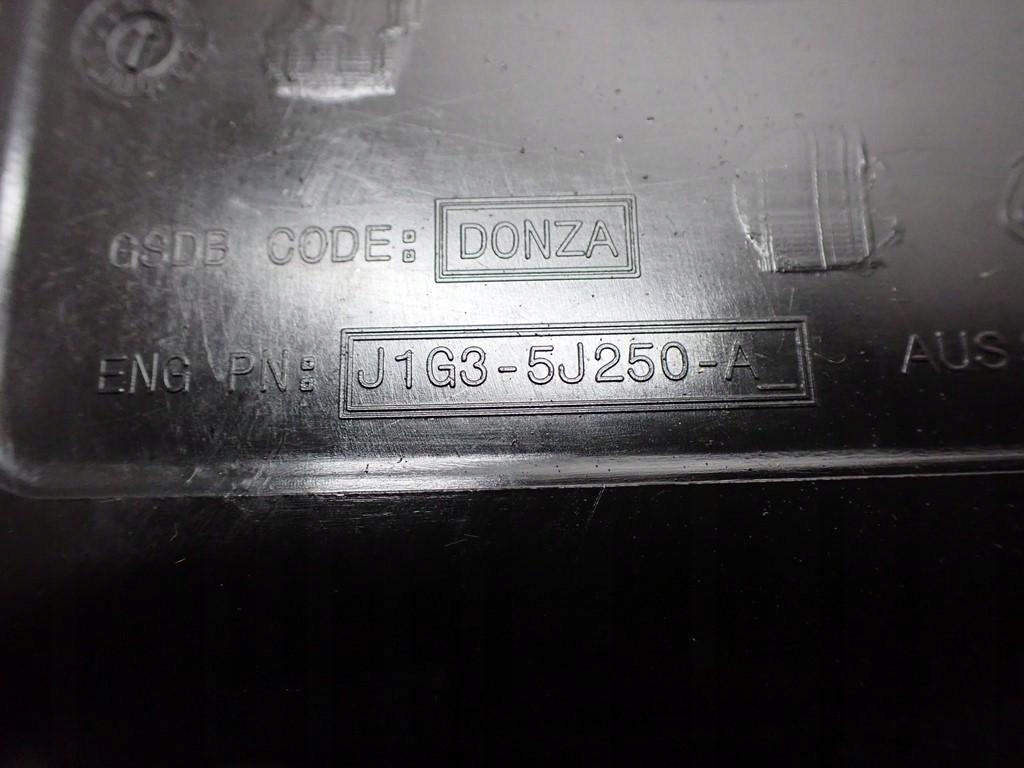 GSDB CODE: DONZA
ENG PN: J1G3-5J250-A_ AUS